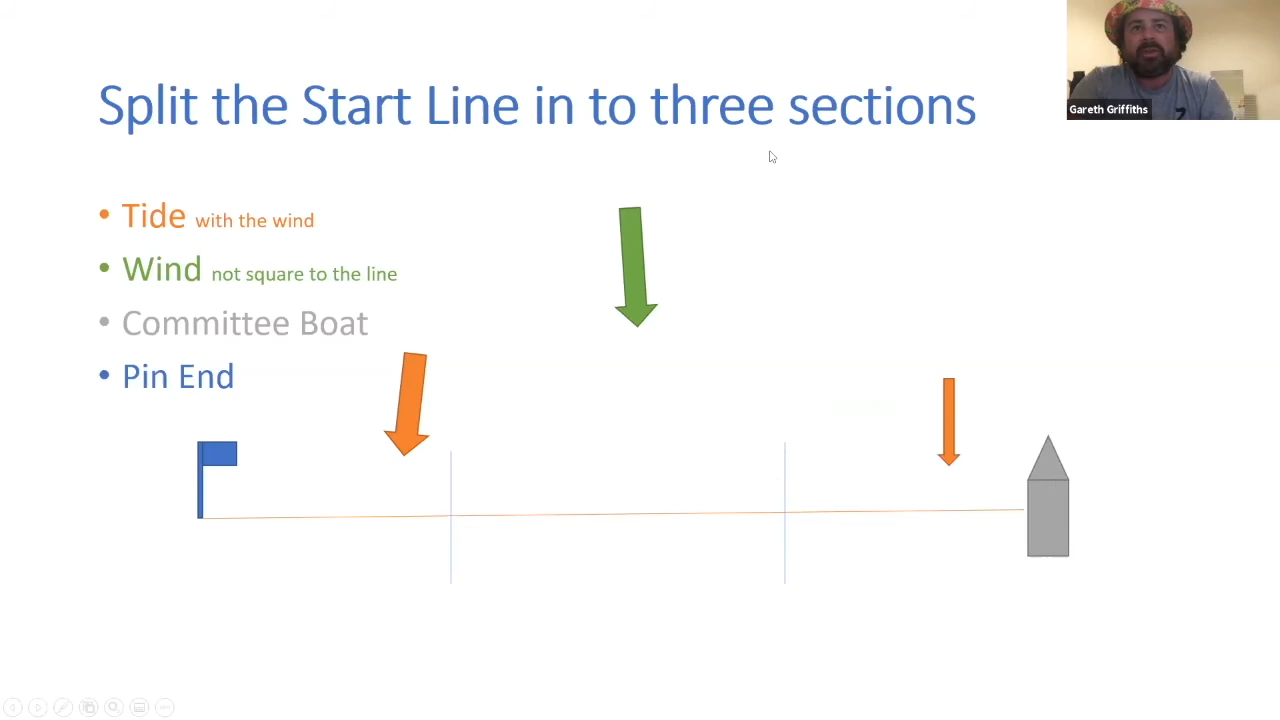 Split the Start Line in to three sections
Gareth Griffiths
• Tide with the wind
• Wind not square to the line
• Committee Boat
• Pin End